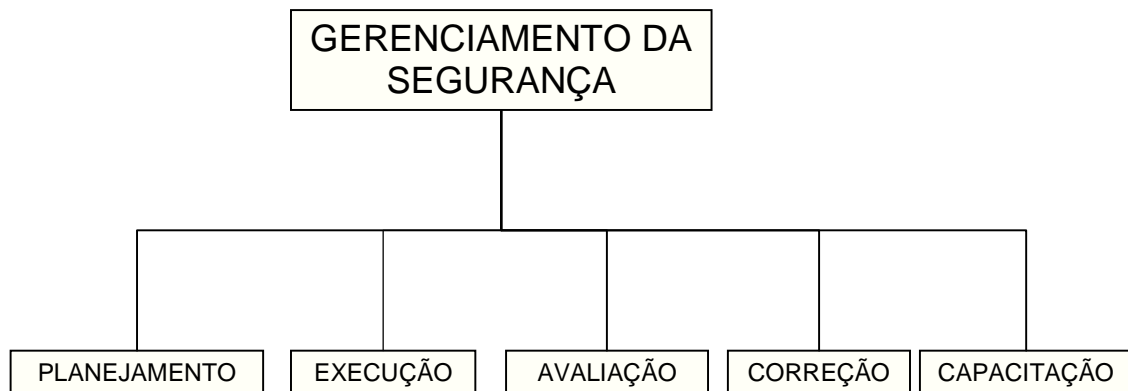 GERENCIAMENTO DA
SEGURANÇA
PLANEJAMENTO
EXECUÇÃO
AVALIAÇÃO
CORREÇÃO
CAPACITAÇÃO